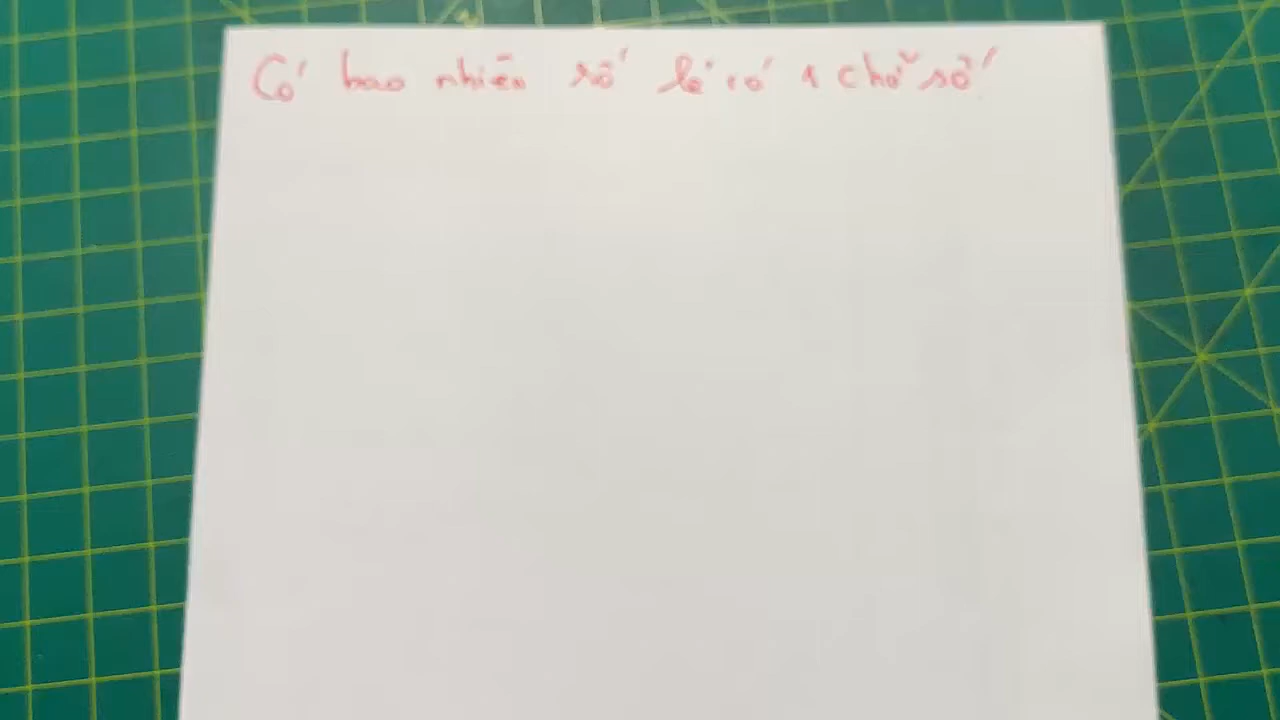 Có bao nhiêu số lẻ có 1 chữ số